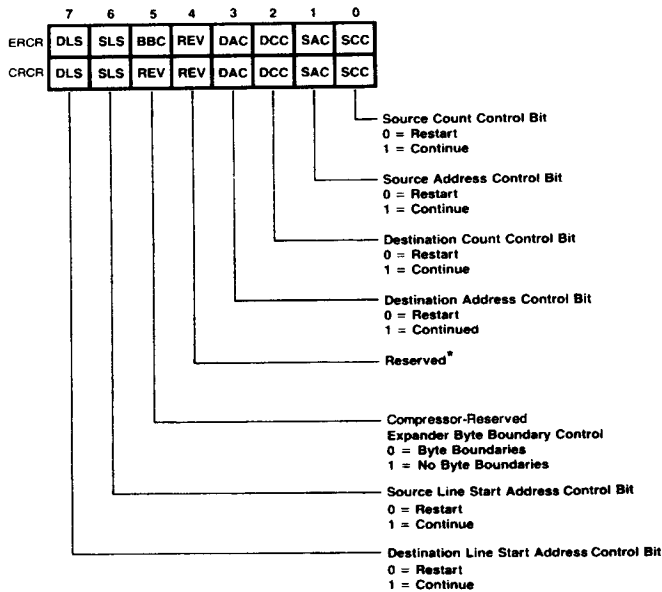 7 6 5 4 3 2 1 0
ERCR DLS SLS BBC REV DAC DCC SAC SCC
CRCR DLS SLS REV REV DAC DCC SAC SCC
Source Count Control Bit
0 = Restart
1 = Continue
Source Address Control Bit
0 = Restart
1 = Continue
Destination Count Control Bit
0 = Restart
1 = Continue
Destination Address Control Bit
0 = Restart
1 = Continued
Reserved*
Compressor-Reserved
Expander Byte Boundary Control
0 = Byte Boundaries
1 = No Byte Boundaries
Source Line Start Address Control Bit
0 = Restart
1 = Continue
Destination Line Start Address Control Bit
0 = Restart
1 = Continue